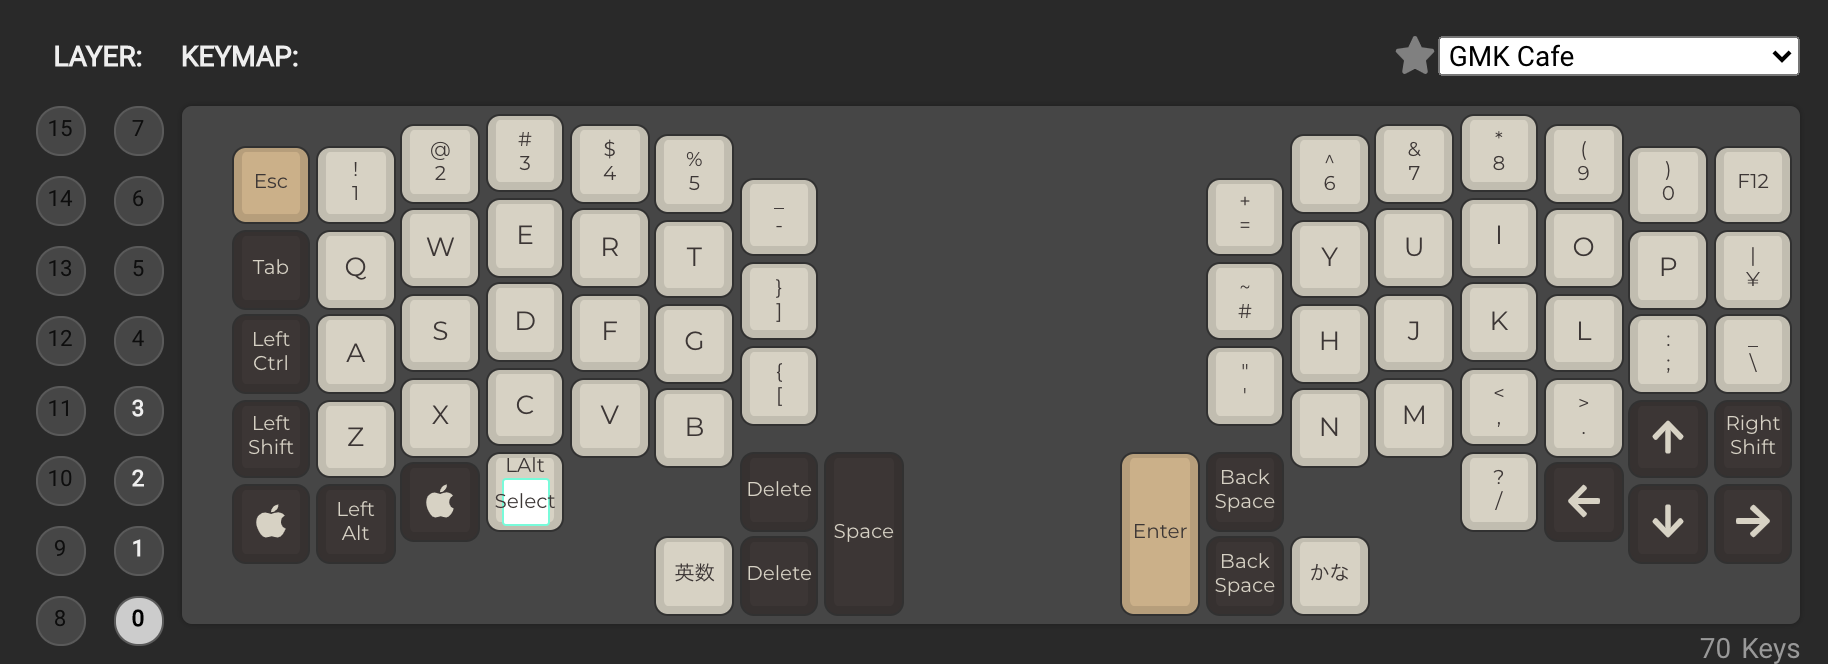 LAYER: KEYMAP: GMK Cafe
15 7
14 6
13 5
12 4
11 3
10 2
9 1
8 0
Esc
!
1
@
2
#
3
$
4
%
5
_
-
+
=
^
6
&
7
*
8
(
9
)
0
F12
Tab
Q
W
E
R
T
}
]
~
#
Y
U
I
O
P
|
¥
Left
Ctrl
A
S
D
F
G
{
[
"
'
H
J
K
L
:
;
_
\
Left
Shift
Z
X
C
V
B
N
M
<
,
>
.
Right
Shift
Left
Alt
LAlt
Select
Delete
Space
Enter
Back
Space
?
/
英数
Delete
Back
Space
かな
70 Keys